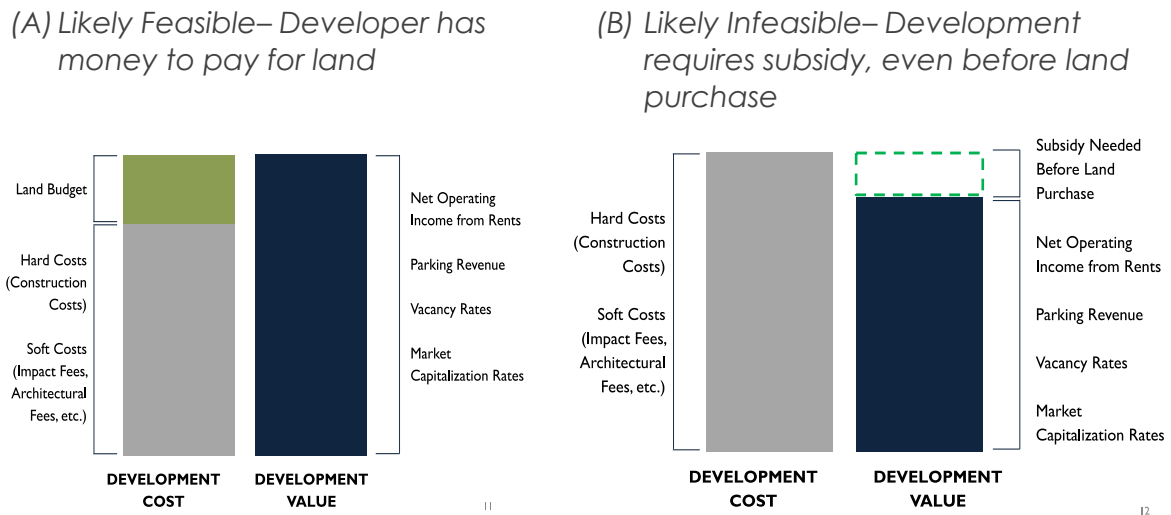 (A) Likely Feasible– Developer has
money to pay for land
Land Budget
Hard Costs
(Construction
Costs)
Soft Costs
(Impact Fees,
Architectural
Fees, etc.)
Net Operating
Income from Rents
Parking Revenue
Vacancy Rates
Market
Capitalization Rates
DEVELOPMENT
COST
DEVELOPMENT
VALUE
11
(B) Likely Infeasible– Development
requires subsidy, even before land
purchase
Hard Costs
(Construction
Costs)
Soft Costs
(Impact Fees,
Architectural
Fees, etc.)
Subsidy Needed
Before Land
Purchase
Net Operating
Income from Rents
Parking Revenue
Vacancy Rates
Market
Capitalization Rates
DEVELOPMENT
COST
DEVELOPMENT
VALUE
12